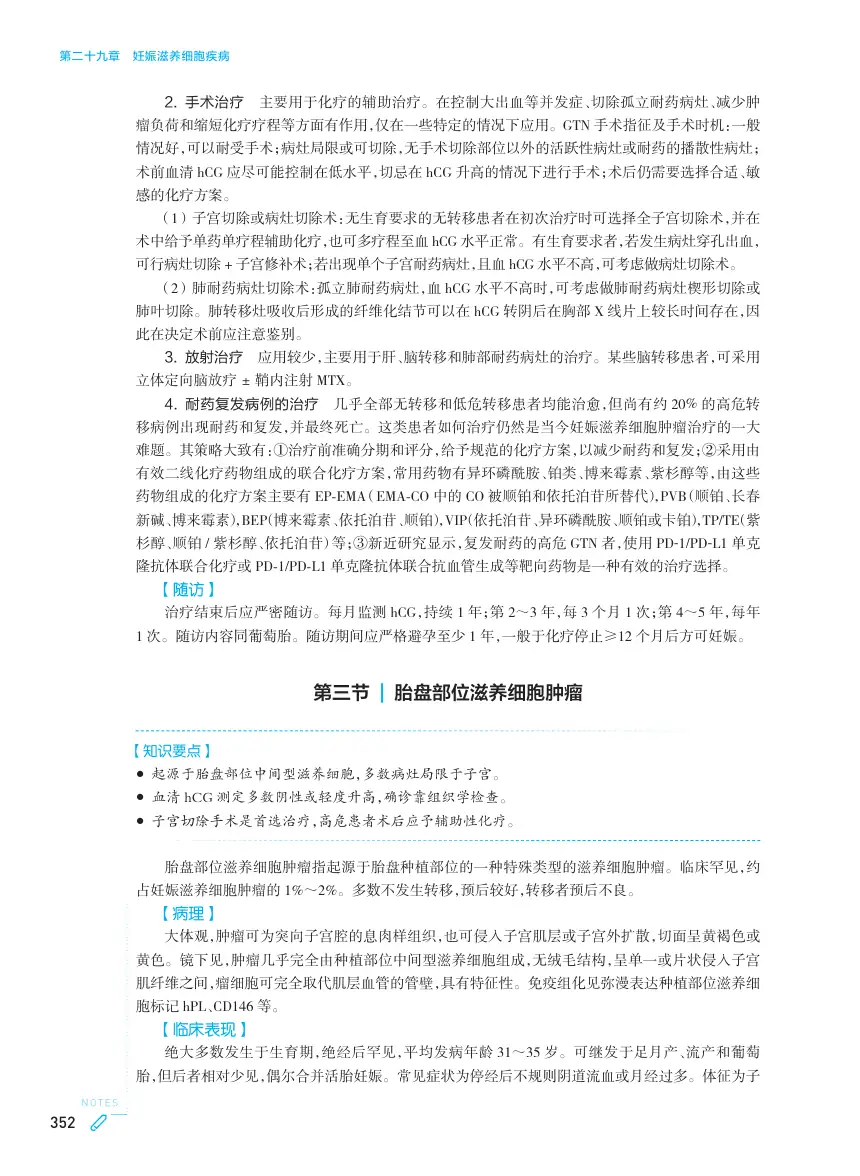 第二十九章 妊娠滋养细胞疾病
2. 手术治疗 主要用于化疗的辅助治疗。在控制大出血等并发症、切除孤立耐药病灶、减少肿
瘤负荷和缩短化疗疗程等方面有作用,仅在一些特定的情况下应用。GTN 手术指征及手术时机:一般
情况好,可以耐受手术;病灶局限或可切除,无手术切除部位以外的活跃性病灶或耐药的播散性病灶;
术前血清 hCG 应尽可能控制在低水平,切忌在 hCG 升高的情况下进行手术;术后仍需要选择合适、敏
感的化疗方案。
(1)子宫切除或病灶切除术:无生育要求的无转移患者在初次治疗时可选择全子宫切除术,并在
术中给予单药单疗程辅助化疗,也可多疗程至血 hCG 水平正常。有生育要求者,若发生病灶穿孔出血,
可行病灶切除 + 子宫修补术;若出现单个子宫耐药病灶,且血 hCG 水平不高,可考虑做病灶切除术。
(2)肺耐药病灶切除术:孤立肺耐药病灶,血 hCG 水平不高时,可考虑做肺耐药病灶楔形切除或
肺叶切除。肺转移灶吸收后形成的纤维化结节可以在 hCG 转阴后在胸部 X 线片上较长时间存在,因
此在决定术前应注意鉴别。
3. 放射治疗 应用较少,主要用于肝、脑转移和肺部耐药病灶的治疗。某些脑转移患者,可采用
立体定向脑放疗 ± 鞘内注射 MTX。
4. 耐药复发病例的治疗 几乎全部无转移和低危转移患者均能治愈,但尚有约 20% 的高危转
移病例出现耐药和复发,并最终死亡。这类患者如何治疗仍然是当今妊娠滋养细胞肿瘤治疗的一大
难题。其策略大致有:①治疗前准确分期和评分,给予规范的化疗方案,以减少耐药和复发;②采用由
有效二线化疗药物组成的联合化疗方案,常用药物有异环磷酰胺、铂类、博来霉素、紫杉醇等,由这些
药物组成的化疗方案主要有 EP-EMA(EMA-CO 中的 CO 被顺铂和依托泊苷所替代),PVB(顺铂、长春
新碱、博来霉素),BEP(博来霉素、依托泊苷、顺铂),VIP(依托泊苷、异环磷酰胺、顺铂或卡铂),TP/TE(紫
杉醇、顺铂 / 紫杉醇、依托泊苷)等;③新近研究显示,复发耐药的高危 GTN 者,使用 PD-1/PD-L1 单克
隆抗体联合化疗或 PD-1/PD-L1 单克隆抗体联合抗血管生成等靶向药物是一种有效的治疗选择。
【随访】
治疗结束后应严密随访。每月监测 hCG,持续 1 年;第 2~3 年,每 3 个月 1 次;第 4~5 年,每年
1 次。随访内容同葡萄胎。随访期间应严格避孕至少 1 年,一般于化疗停止≥12 个月后方可妊娠。
第三节 | 胎盘部位滋养细胞肿瘤
【知识要点】
● 起源于胎盘部位中间型滋养细胞,多数病灶局限于子宫。
● 血清 hCG 测定多数阴性或轻度升高,确诊靠组织学检查。
● 子宫切除手术是首选治疗,高危患者术后应予辅助性化疗。
胎盘部位滋养细胞肿瘤指起源于胎盘种植部位的一种特殊类型的滋养细胞肿瘤。临床罕见,约
占妊娠滋养细胞肿瘤的 1%~2%。多数不发生转移,预后较好,转移者预后不良。
【病理】
大体观,肿瘤可为突向子宫腔的息肉样组织,也可侵入子宫肌层或子宫外扩散,切面呈黄褐色或
黄色。镜下见,肿瘤几乎完全由种植部位中间型滋养细胞组成,无绒毛结构,呈单一或片状侵入子宫
肌纤维之间,瘤细胞可完全取代肌层血管的管壁,具有特征性。免疫组化见弥漫表达种植部位滋养细
胞标记 hPL、CD146 等。
【临床表现】
绝大多数发生于生育期,绝经后罕见,平均发病年龄 31~35 岁。可继发于足月产、流产和葡萄
胎,但后者相对少见,偶尔合并活胎妊娠。常见症状为停经后不规则阴道流血或月经过多。体征为子
NOTES
352